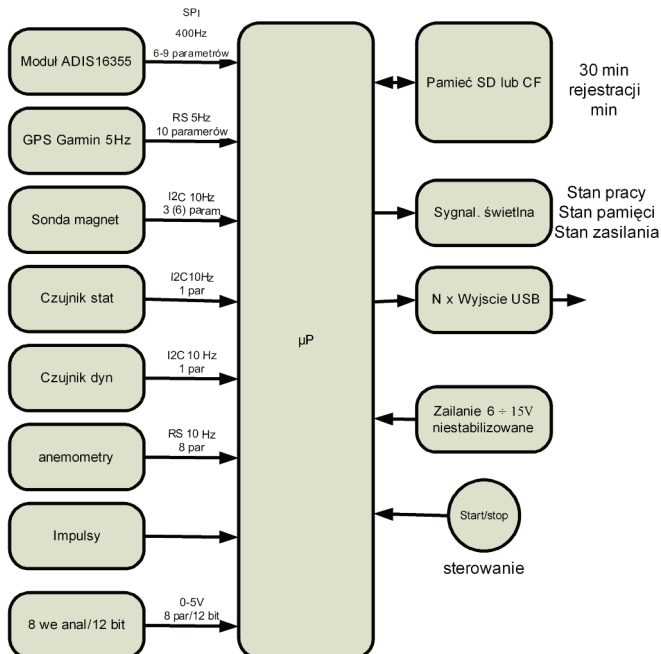 SPI
400Hz
6-9 parametrów
Moduł ADIS16355
RS 5Hz
10 paramerów
GPS Garmin 5Hz
I2C 10Hz
3 (6) param
Sonda magnet
I2C10Hz
1 par
Czujnik stat
I2C 10 Hz
1 par
Czujnik dyn
RS 10 Hz
8 par
anemometry
Impulsy
0-5V
8 par/12 bit
8 we anal/12 bit
µP
Pamieć SD lub CF
30 min
rejestracji
min
Sygnal. świetlna
Stan pracy
Stan pamięci
Stan zasilania
N x Wyjscie USB
Zailanie 6 ÷ 15V
niestabilizowane
Start/stop
sterowanie